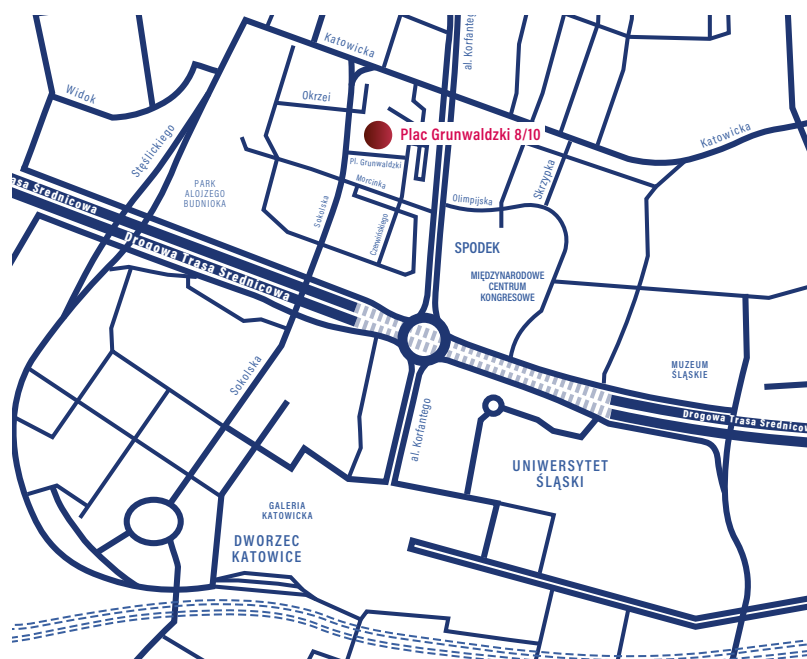 Katowicka
al. Korfantego
Widok
Okrzei
Plac Grunwaldzki 8/10
Katowicka
Stęślickiego
pl. Grunwaldzki
Morcinka
Skrzypka
PARK
ALOJZEGO
BUDNIOKA
Olimpijska
Trasa Średnicowa
Sokolska
Czerwińskiego
SPODEK
Drogowa Trasa Średnicowa
MIĘDZYNARODOWE
CENTRUM
KONGRESOWE
MUZEUM
ŚLĄSKIE
Sokolska
al. Korfantego
Drogowa Trasa Średnicowa
UNIWERSYTET
ŚLĄSKI
GALERIA
KATOWICKA
DWORZEC
KATOWICE